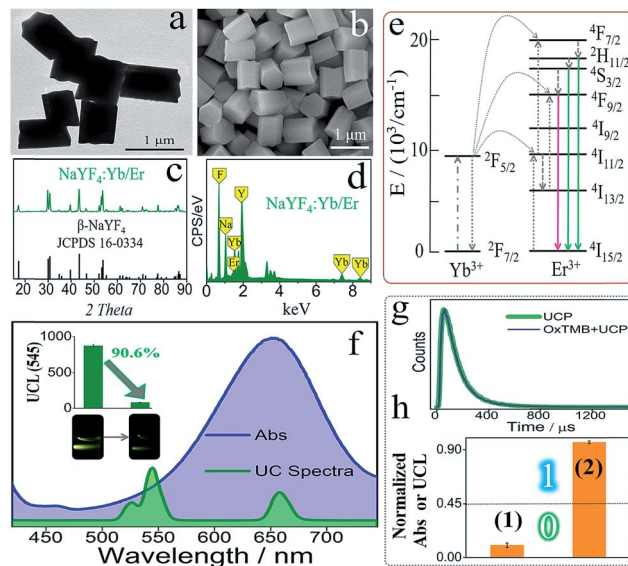 a
1 μm
b
1 μm
c
NaYF₄:Yb/Er
β-NaYF₄
JCPDS 16-0334
20 30 40 50 60 70 80 90
2 Theta
d
CPS/eV
F
Na
Yb
Er
Y
NaYF₄:Yb/Er
Yb
Yb
0 2 4 6 8
keV
e
E / (10³/cm⁻¹)
20
10
0
²F₅/₂
²F₇/₂
Yb³⁺
⁴F₇/₂
²H₁₁/₂
⁴S₃/₂
⁴F₉/₂
⁴I₉/₂
⁴I₁₁/₂
⁴I₁₃/₂
⁴I₁₅/₂
Er³⁺
f
UCL (545)
1000
500
0
90.6%
Abs
UC Spectra
450 500 550 600 650 700
Wavelength / nm
g
UCP
OxTMB+UCP
Counts
0 400 800 1200
Time / μs
h
Normalized
Abs or UCL
0.90
0.45
0.00
(1)
1
0
(2)